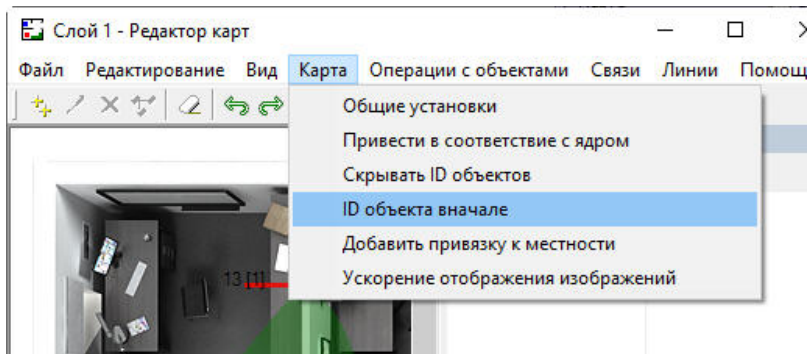 Слой 1 - Редактор карт
Файл Редактирование Вид Карта Операции с объектами Связи Линии Помощ
Общие установки
Привести в соответствие с ядром
Скрывать ID объектов
ID объекта вначале
Добавить привязку к местности
Ускорение отображения изображений
13 [1]